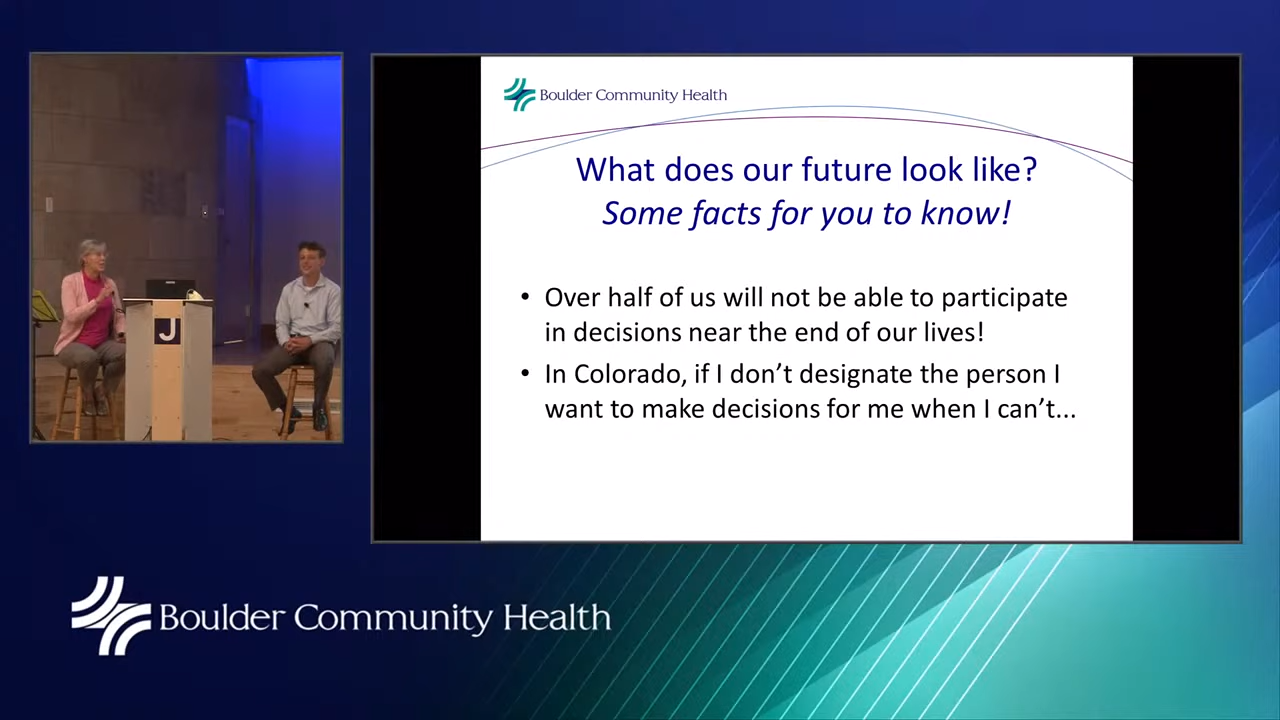 Boulder Community Health
What does our future look like?
Some facts for you to know!
• Over half of us will not be able to participate
in decisions near the end of our lives!
• In Colorado, if I don’t designate the person I
want to make decisions for me when I can’t...
J
Boulder Community Health